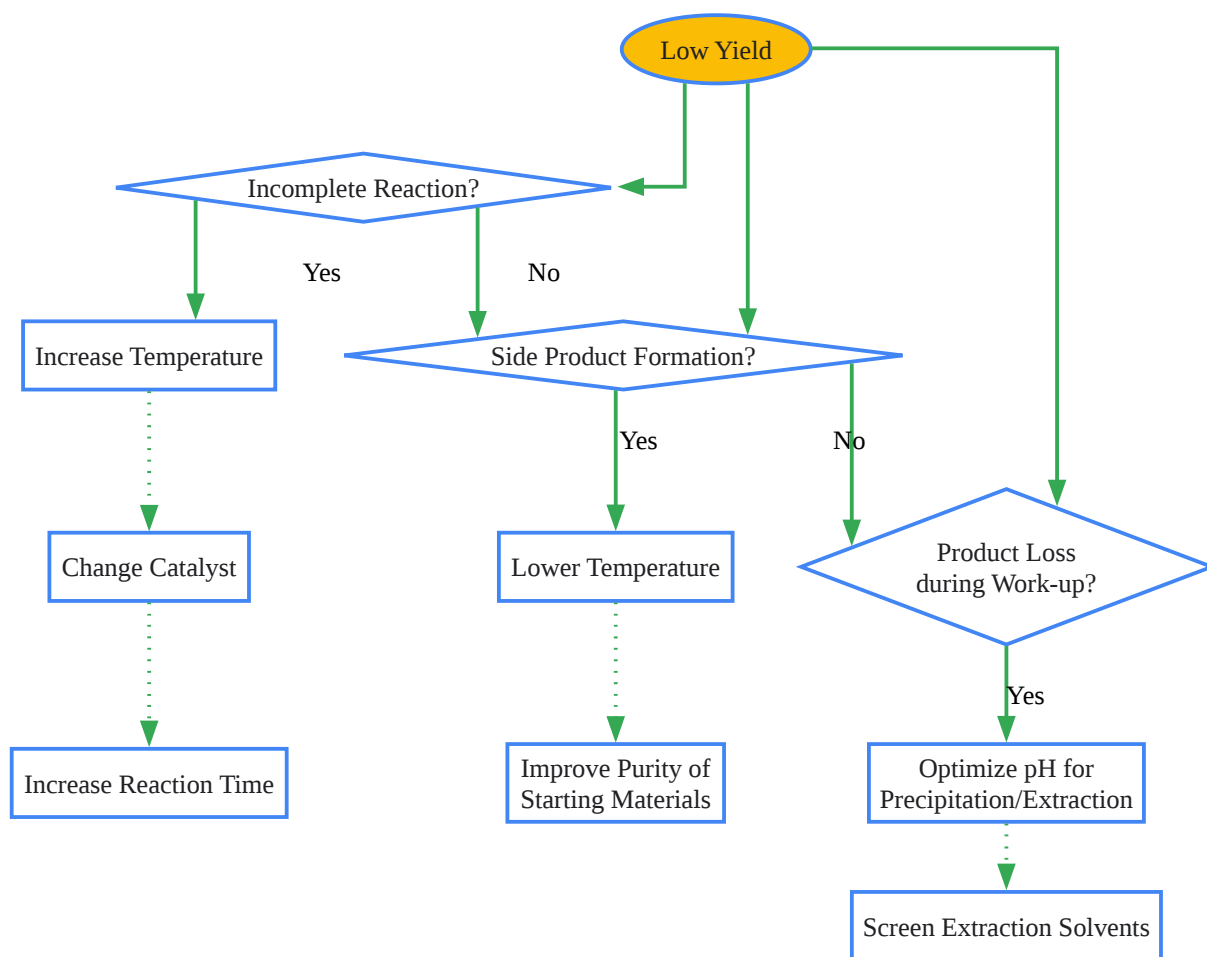 Low Yield
Incomplete Reaction?
Yes
No
Increase Temperature
Side Product Formation?
Yes
No
Change Catalyst
Lower Temperature
Product Loss
during Work-up?
Yes
Increase Reaction Time
Improve Purity of
Starting Materials
Optimize pH for
Precipitation/Extraction
Screen Extraction Solvents